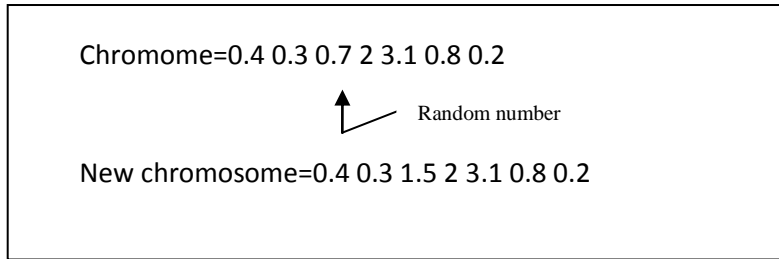 Chromome=0.4 0.3 0.7 2 3.1 0.8 0.2
Random number
New chromosome=0.4 0.3 1.5 2 3.1 0.8 0.2